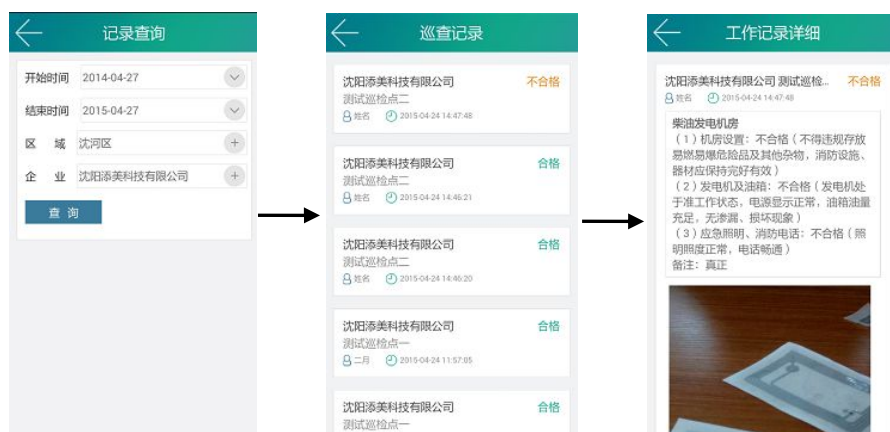 记录查询
开始时间 2014-04-27
结束时间 2015-04-27
区 域 沈河区
企 业 沈阳添美科技有限公司
查 询
巡查记录
沈阳添美科技有限公司 不合格
测试巡检点二
姓名 2015-04-24 14:47:48
沈阳添美科技有限公司 合格
测试巡检点二
姓名 2015-04-24 14:46:21
沈阳添美科技有限公司 合格
测试巡检点二
姓名 2015-04-24 14:46:20
沈阳添美科技有限公司 合格
测试巡检点一
二月 2015-04-24 11:57:05
沈阳添美科技有限公司 合格
测试巡检点一
工作记录详细
沈阳添美科技有限公司 测试巡检... 不合格
姓名 2015-04-24 14:47:48
柴油发电机房
（1）机房设置：不合格（不得违规存放
易燃易爆危险品及其他杂物，消防设施、
器材应保持完好有效）
（2）发电机及油箱：不合格（发电机处
于准工作状态，电源显示正常，油箱油量
充足，无渗漏、损坏现象）
（3）应急照明、消防电话：不合格（照
明照度正常，电话畅通）
备注：真正